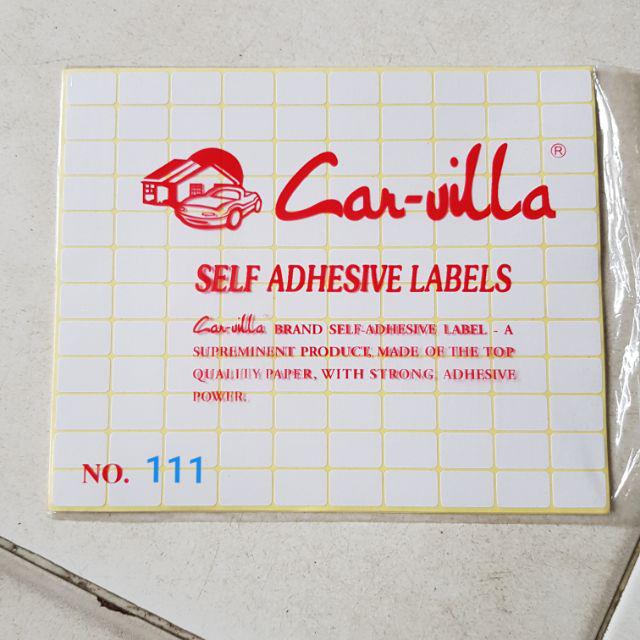 Car-villa ®
SELF ADHESIVE LABELS
Car-villa BRAND SELF-ADHESIVE LABEL - A
SUPREMINENT PRODUCT, MADE OF THE TOP
QUALITY PAPER, WITH STRONG, ADHESIVE
POWER.
NO. 111